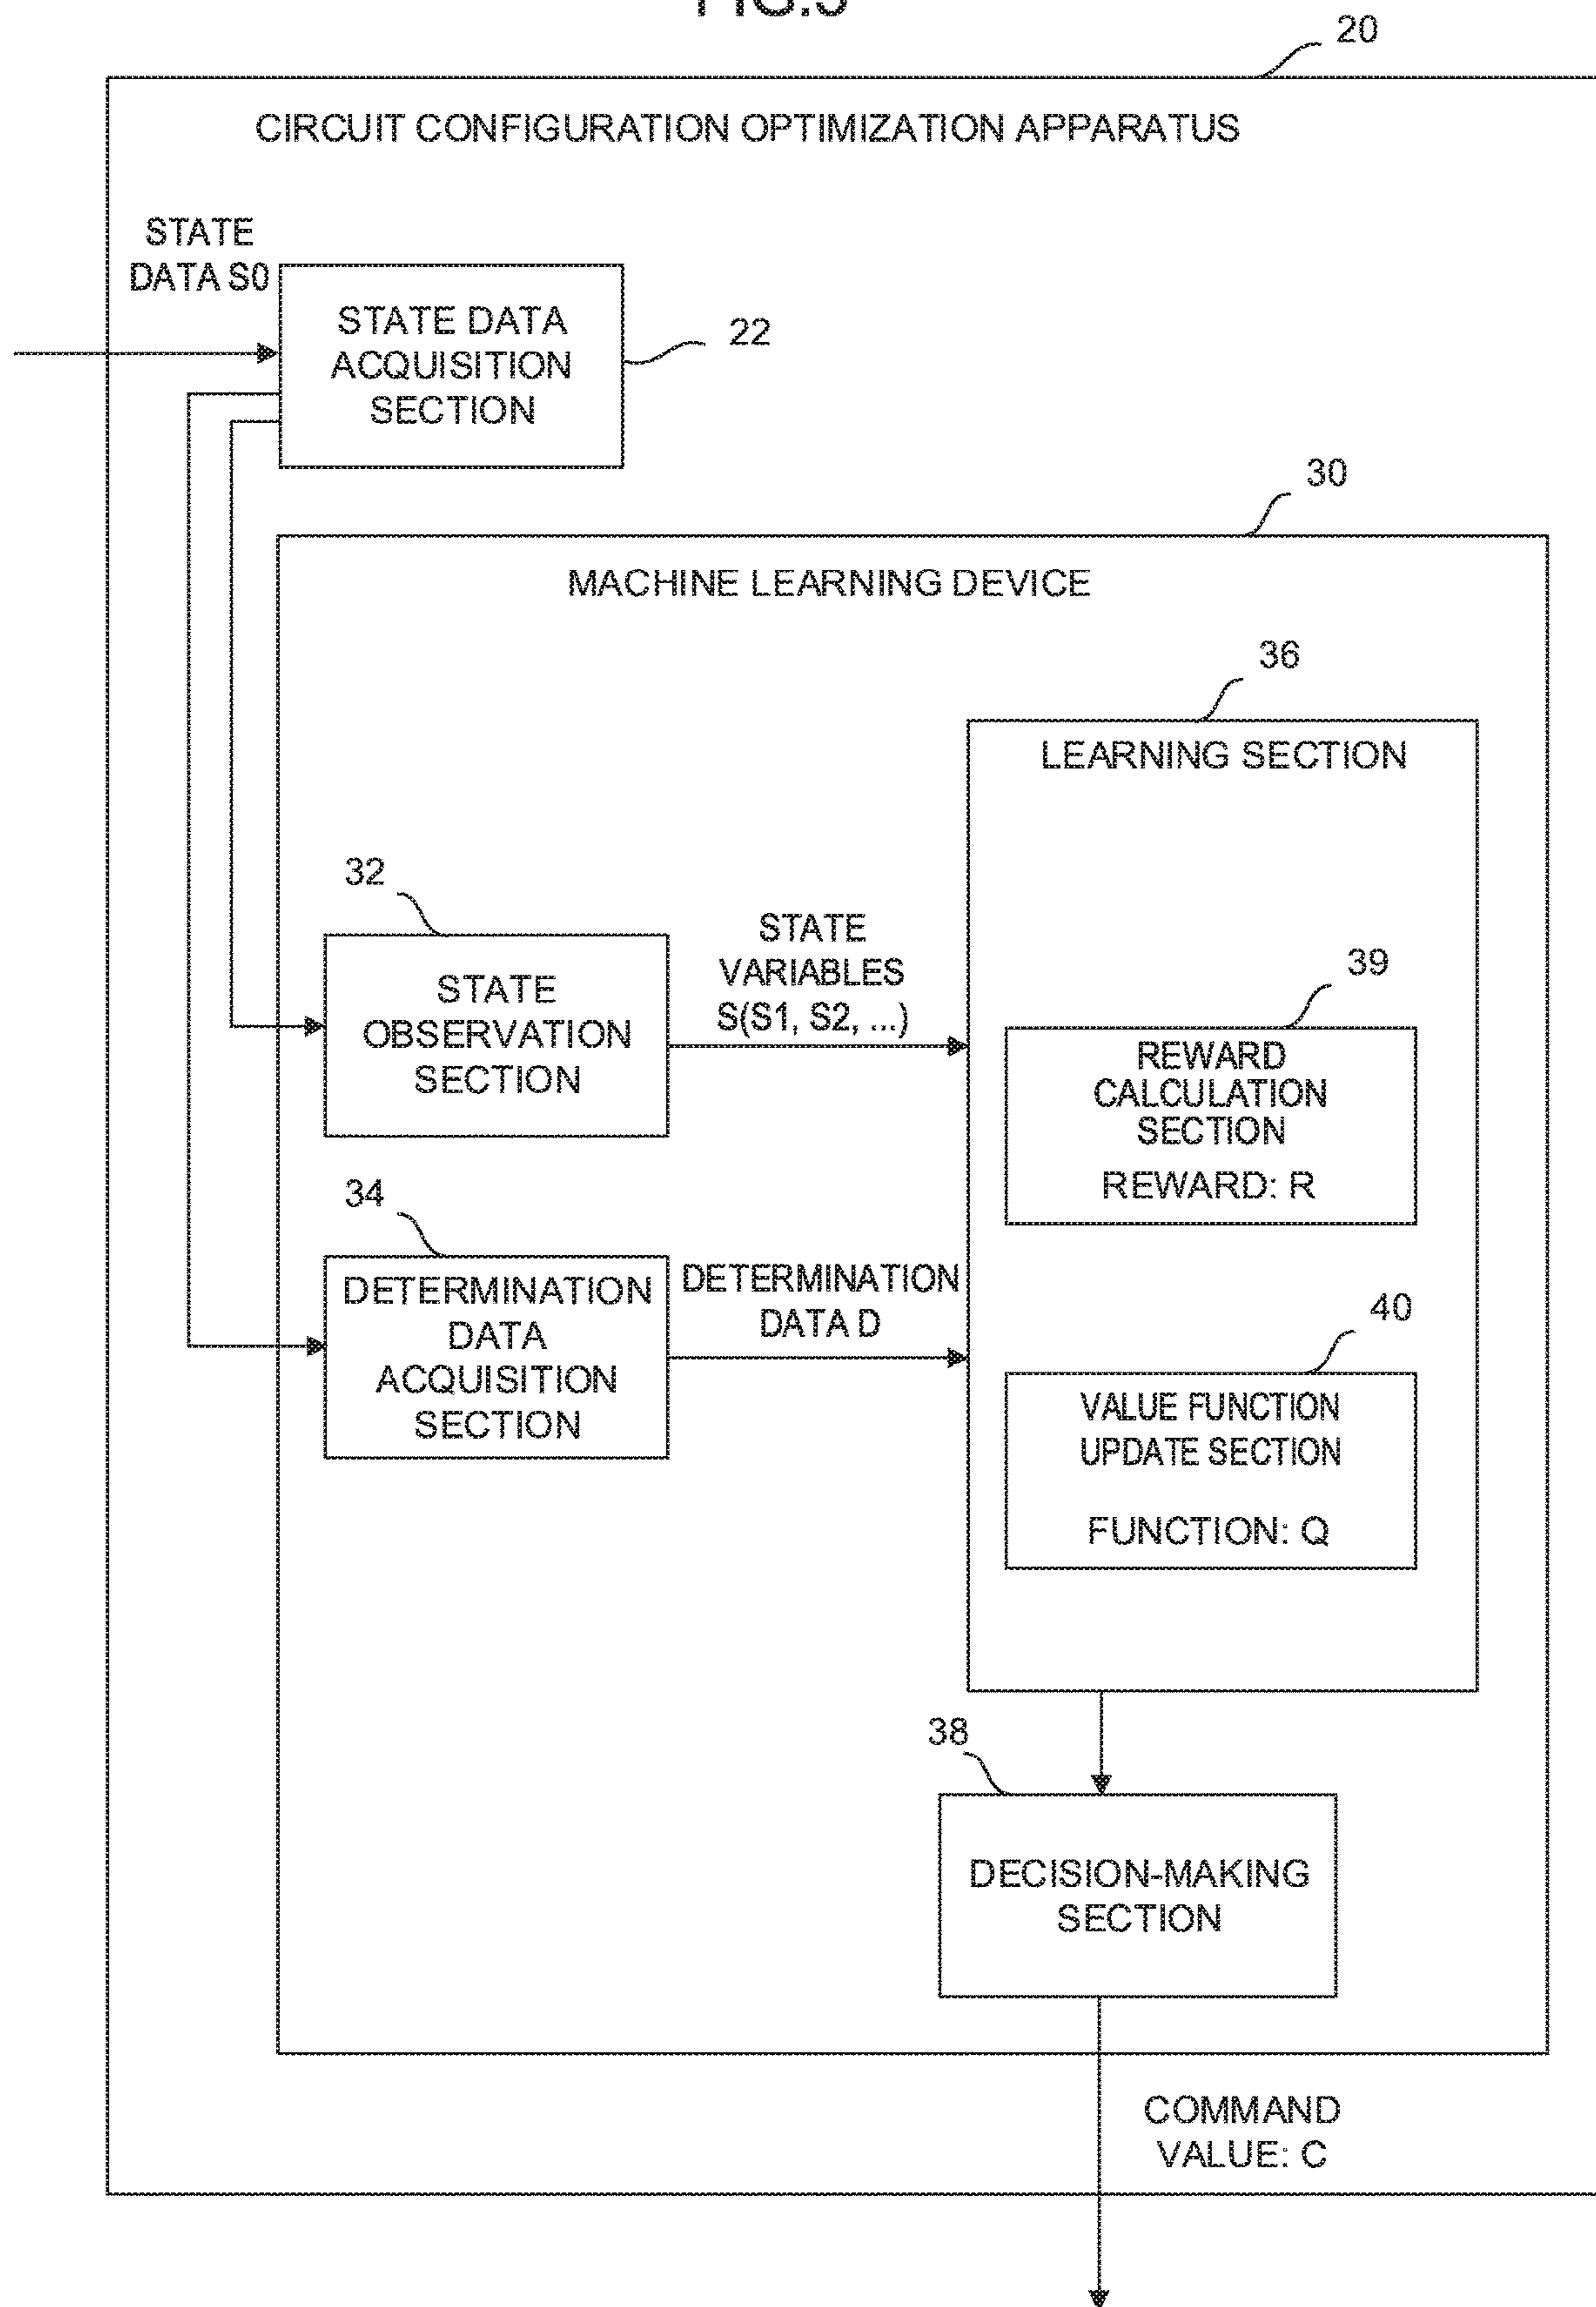 20
CIRCUIT CONFIGURATION OPTIMIZATION APPARATUS
STATE
DATA S0
STATE DATA
ACQUISITION
SECTION
22
30
MACHINE LEARNING DEVICE
36
LEARNING SECTION
32
STATE
OBSERVATION
SECTION
STATE
VARIABLES
S(S1, S2, ...)
39
REWARD
CALCULATION
SECTION
REWARD: R
34
DETERMINATION
DATA
ACQUISITION
SECTION
DETERMINATION
DATA D
40
VALUE FUNCTION
UPDATE SECTION
FUNCTION: Q
38
DECISION-MAKING
SECTION
COMMAND
VALUE: C